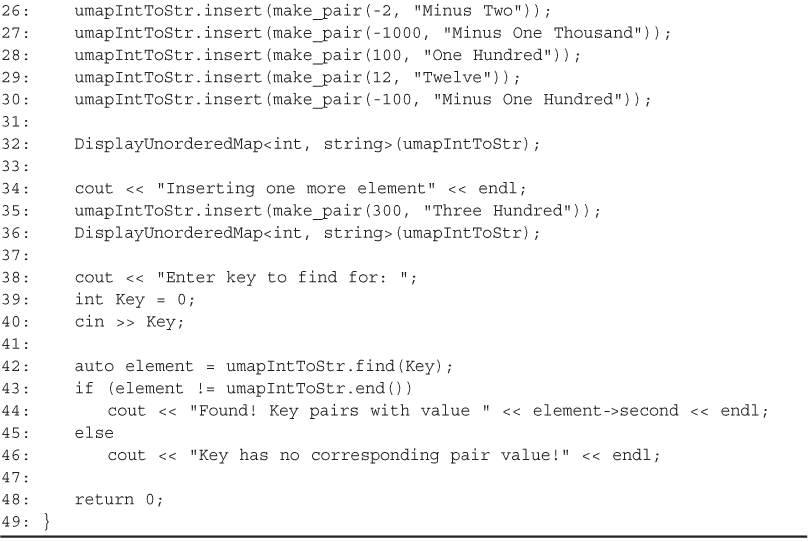 26:    umapIntToStr.insert(make_pair(-2, "Minus Two"));
27:    umapIntToStr.insert(make_pair(-1000, "Minus One Thousand"));
28:    umapIntToStr.insert(make_pair(100, "One Hundred"));
29:    umapIntToStr.insert(make_pair(12, "Twelve"));
30:    umapIntToStr.insert(make_pair(-100, "Minus One Hundred"));
31:
32:    DisplayUnorderedMap<int, string>(umapIntToStr);
33:
34:    cout << "Inserting one more element" << endl;
35:    umapIntToStr.insert(make_pair(300, "Three Hundred"));
36:    DisplayUnorderedMap<int, string>(umapIntToStr);
37:
38:    cout << "Enter key to find for: ";
39:    int Key = 0;
40:    cin >> Key;
41:
42:    auto element = umapIntToStr.find(Key);
43:    if (element != umapIntToStr.end())
44:       cout << "Found! Key pairs with value " << element->second << endl;
45:    else
46:       cout << "Key has no corresponding pair value!" << endl;
47:
48:    return 0;
49: }